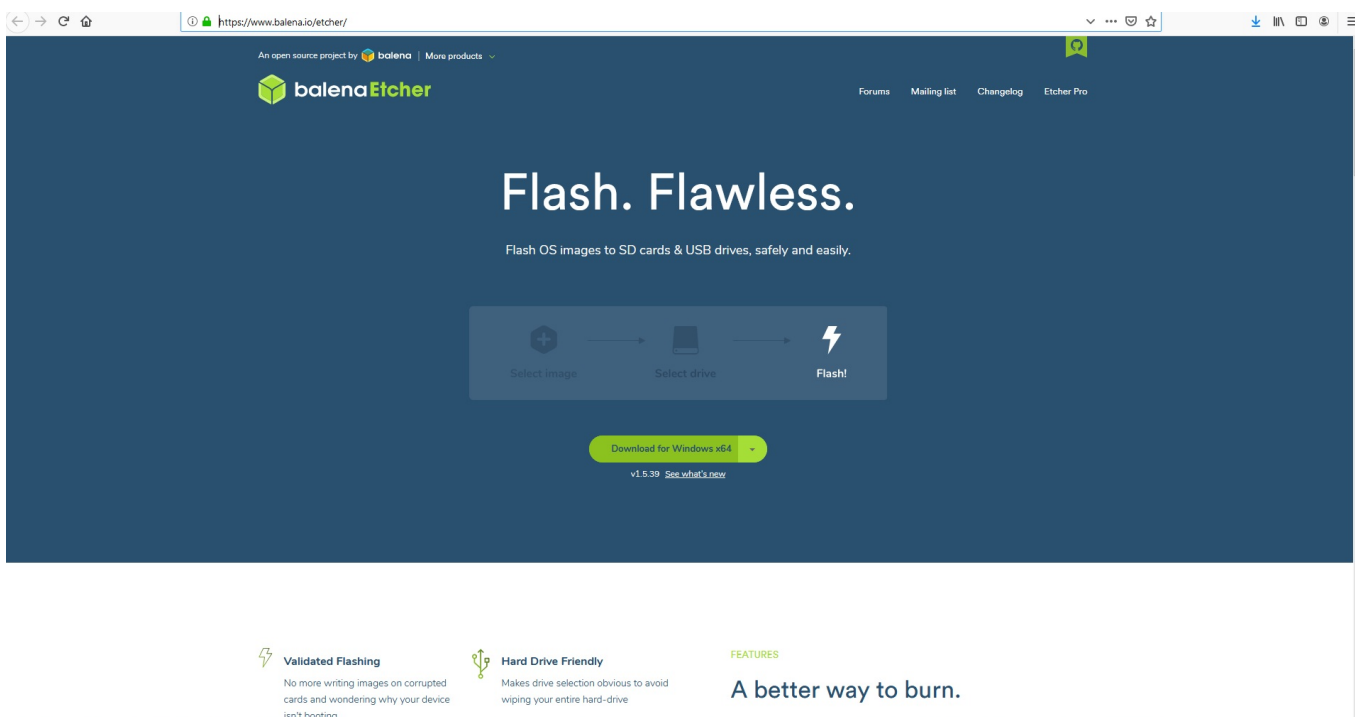 https://www.balena.io/etcher/
An open source project by balena | More products
balenaEtcher
Forums Mailing list Changelog Etcher Pro
Flash. Flawless.
Flash OS images to SD cards & USB drives, safely and easily.
Select image Select drive Flash!
Download for Windows x64
v1.5.39 See what's new
Validated Flashing
No more writing images on corrupted
cards and wondering why your device
isn't booting
Hard Drive Friendly
Makes drive selection obvious to avoid
wiping your entire hard-drive
FEATURES
A better way to burn.